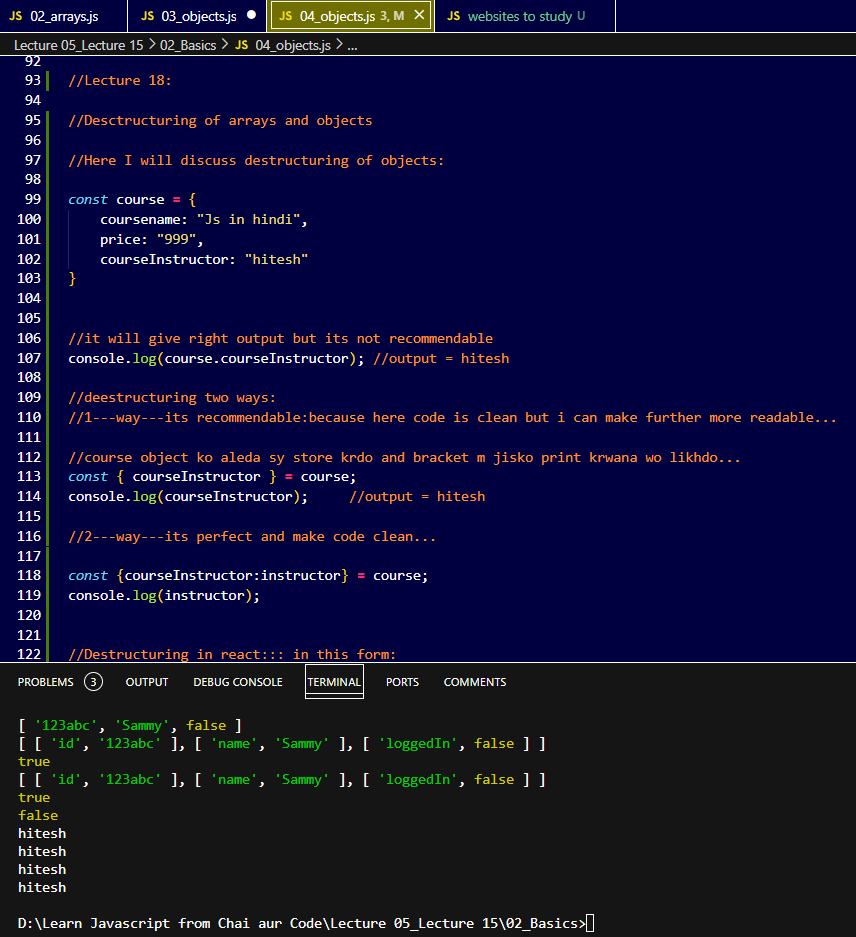 JS 02_arrays.js JS 03_objects.js JS 04_objects.js 3, M JS websites to study U
Lecture 05_Lecture 15 > 02_Basics > JS 04_objects.js > ...
92
93 //Lecture 18:
94
95 //Desctructuring of arrays and objects
96
97 //Here I will discuss destructuring of objects:
98
99 const course = {
100 coursename: "Js in hindi",
101 price: "999",
102 courseInstructor: "hitesh"
103 }
104
105
106 //it will give right output but its not recommendable
107 console.log(course.courseInstructor); //output = hitesh
108
109 //deestructuring two ways:
110 //1---way---its recommendable:because here code is clean but i can make further more readable...
111
112 //course object ko aleda sy store krdo and bracket m jisko print krwana wo likhdo...
113 const { courseInstructor } = course;
114 console.log(courseInstructor); //output = hitesh
115
116 //2---way---its perfect and make code clean...
117
118 const {courseInstructor:instructor} = course;
119 console.log(instructor);
120
121
122 //Destructuring in react::: in this form:
PROBLEMS 3 OUTPUT DEBUG CONSOLE TERMINAL PORTS COMMENTS
[ '123abc', 'Sammy', false ]
[ [ 'id', '123abc' ], [ 'name', 'Sammy' ], [ 'loggedIn', false ] ]
true
[ [ 'id', '123abc' ], [ 'name', 'Sammy' ], [ 'loggedIn', false ] ]
true
false
hitesh
hitesh
hitesh
hitesh
D:\Learn Javascript from Chai aur Code\Lecture 05_Lecture 15\02_Basics>